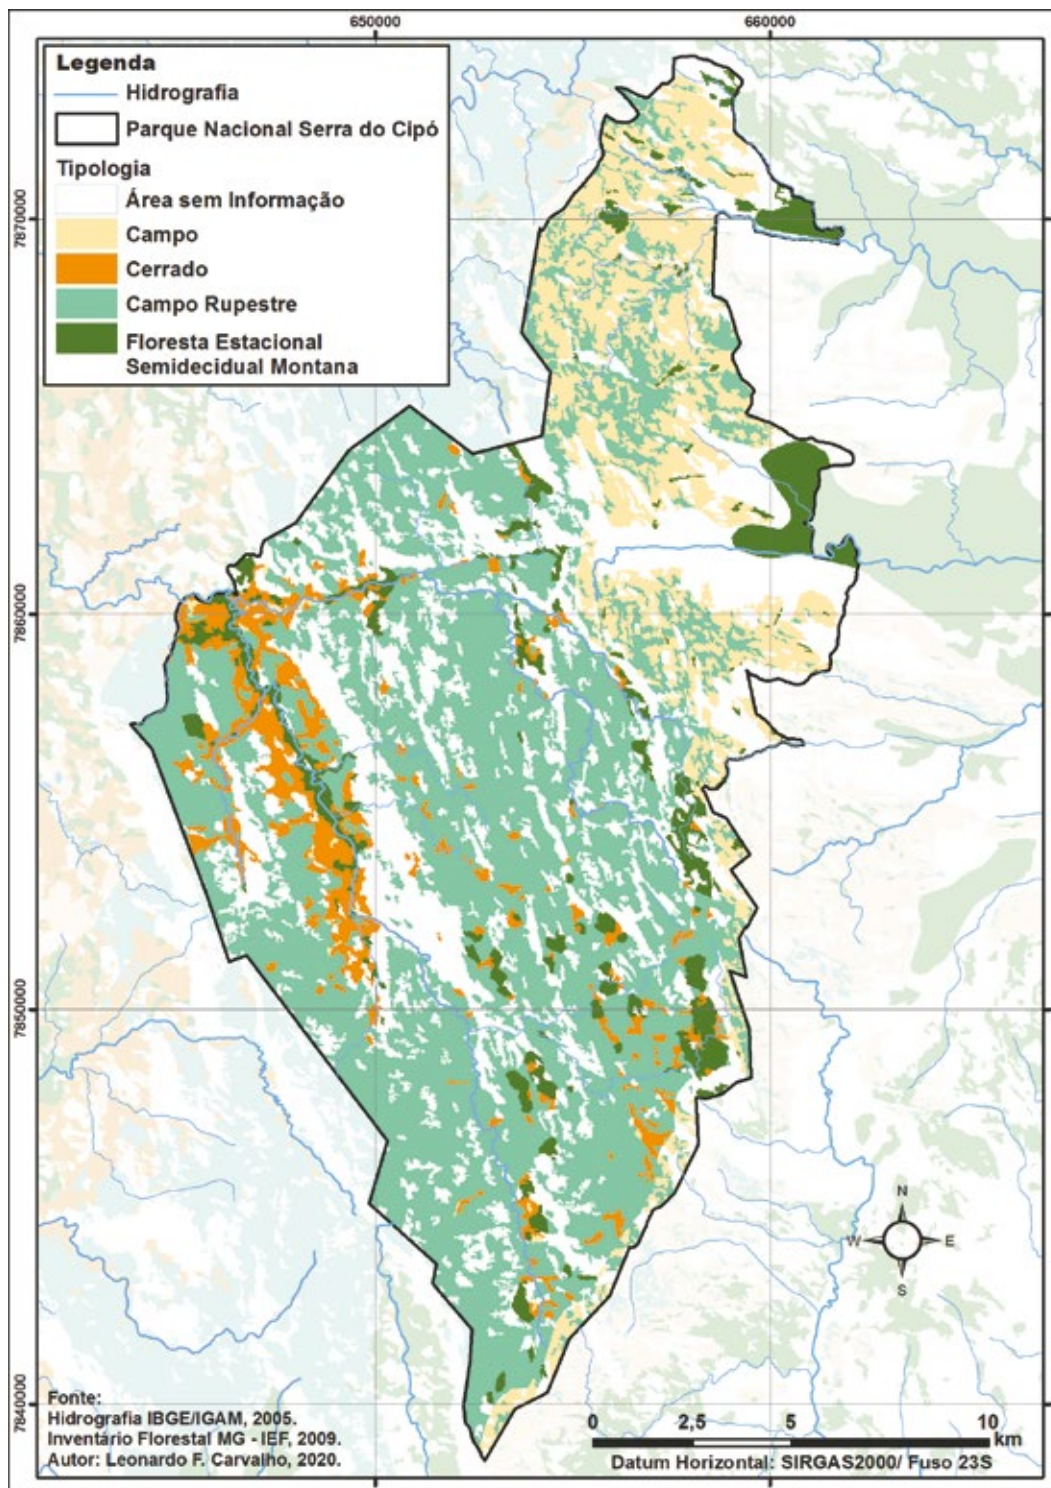 650000
660000
Legenda
Hidrografia
Parque Nacional Serra do Cipó
Tipologia
Área sem Informação
Campo
Cerrado
Campo Rupestre
Floresta Estacional
Semidecidual Montana
7870000
7860000
7850000
7840000
N
W
E
S
Fonte:
Hidrografia IBGE/IGAM, 2005.
Inventário Florestal MG - IEF, 2009.
Autor: Leonardo F. Carvalho, 2020.
0 2,5 5 10
km
Datum Horizontal: SIRGAS2000/ Fuso 23S